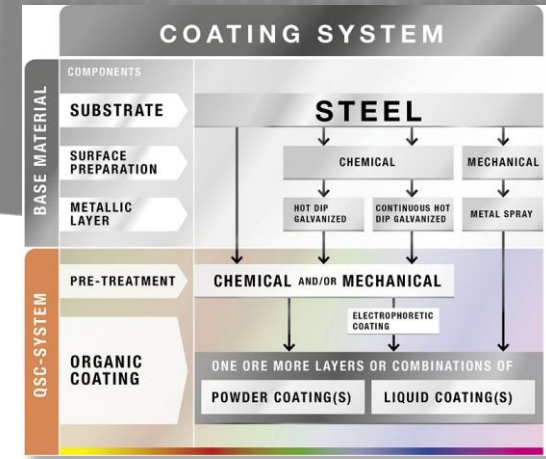 COATING SYSTEM
BASE MATERIAL
COMPONENTS
SUBSTRATE
STEEL
SURFACE
PREPARATION
CHEMICAL
MECHANICAL
METALLIC
LAYER
HOT DIP
GALVANIZED
CONTINUOUS HOT
DIP GALVANIZED
METAL SPRAY
QSC-SYSTEM
PRE-TREATMENT
CHEMICAL AND/OR MECHANICAL
ELECTROPHORETIC
COATING
ORGANIC
COATING
ONE ORE MORE LAYERS OR COMBINATIONS OF
POWDER COATING(S)
LIQUID COATING(S)